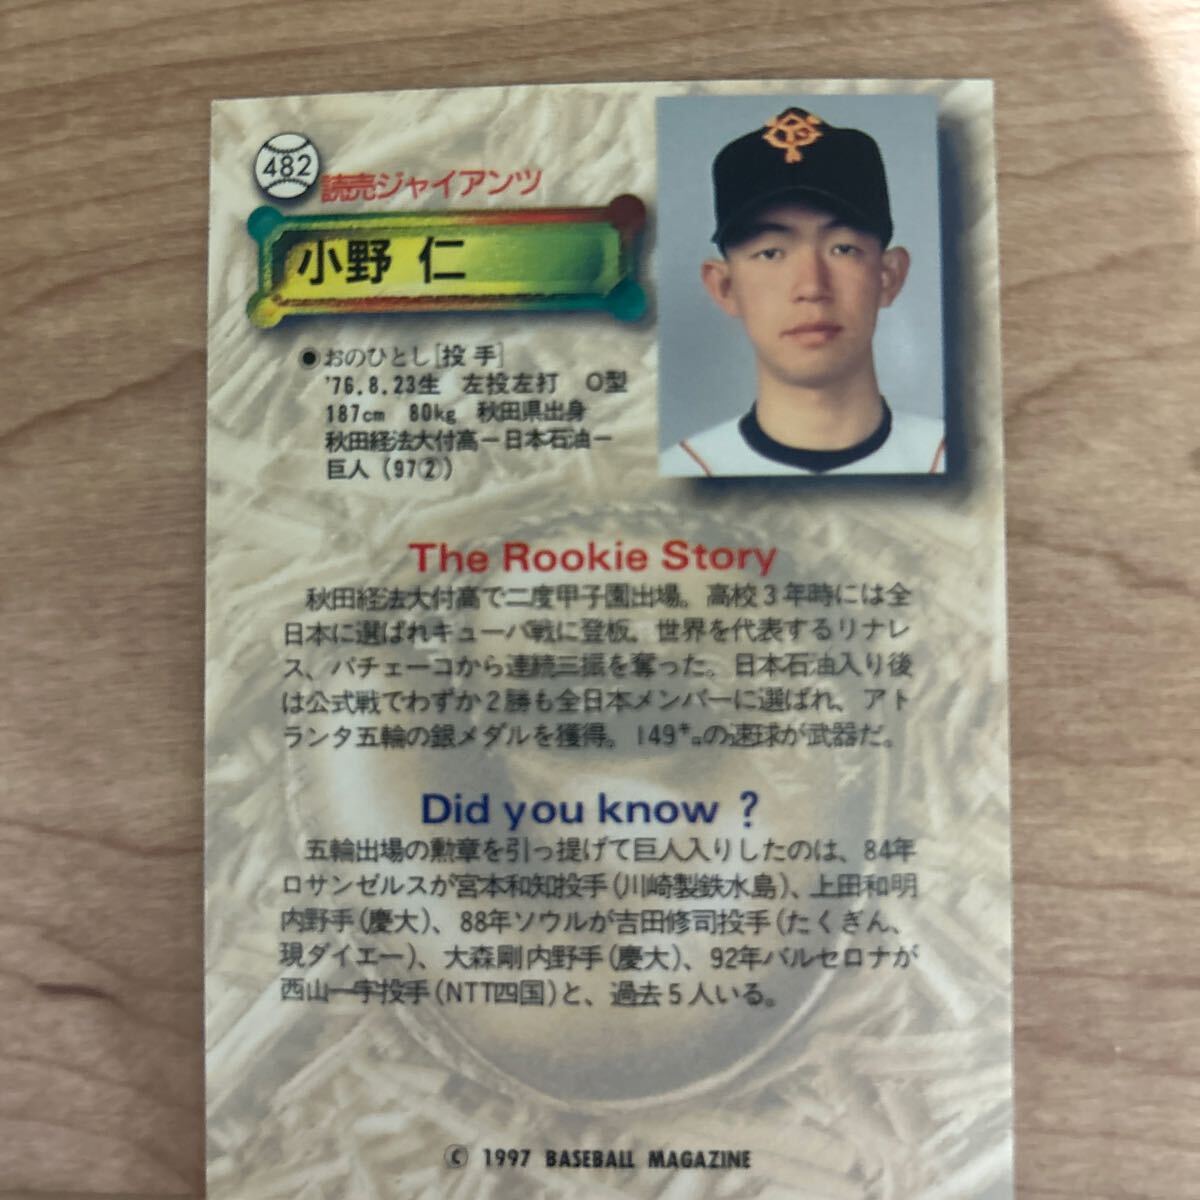 482
読売ジャイアンツ
小野 仁
●おのひとし[投手]
'76.8.23生 左投左打 O型
187cm 80kg 秋田県出身
秋田経法大付高－日本石油－
巨人（97②）
The Rookie Story
秋田経法大付高で二度甲子園出場。高校3年時には全
日本に選ばれキューバ戦に登板。世界を代表するリナレ
ス、パチェーコから連続三振を奪った。日本石油入り後
は公式戦でわずか2勝も全日本メンバーに選ばれ、アト
ランタ五輪の銀メダルを獲得。149㌔の速球が武器だ。
Did you know ?
五輪出場の勲章を引っ提げて巨人入りしたのは、84年
ロサンゼルスが宮本和知投手(川崎製鉄水島)、上田和明
内野手(慶大)、88年ソウルが吉田修司投手(たくぎん、
現ダイエー)、大森剛内野手(慶大)、92年バルセロナが
西山一宇投手(NTT四国)と、過去5人いる。
© 1997 BASEBALL MAGAZINE